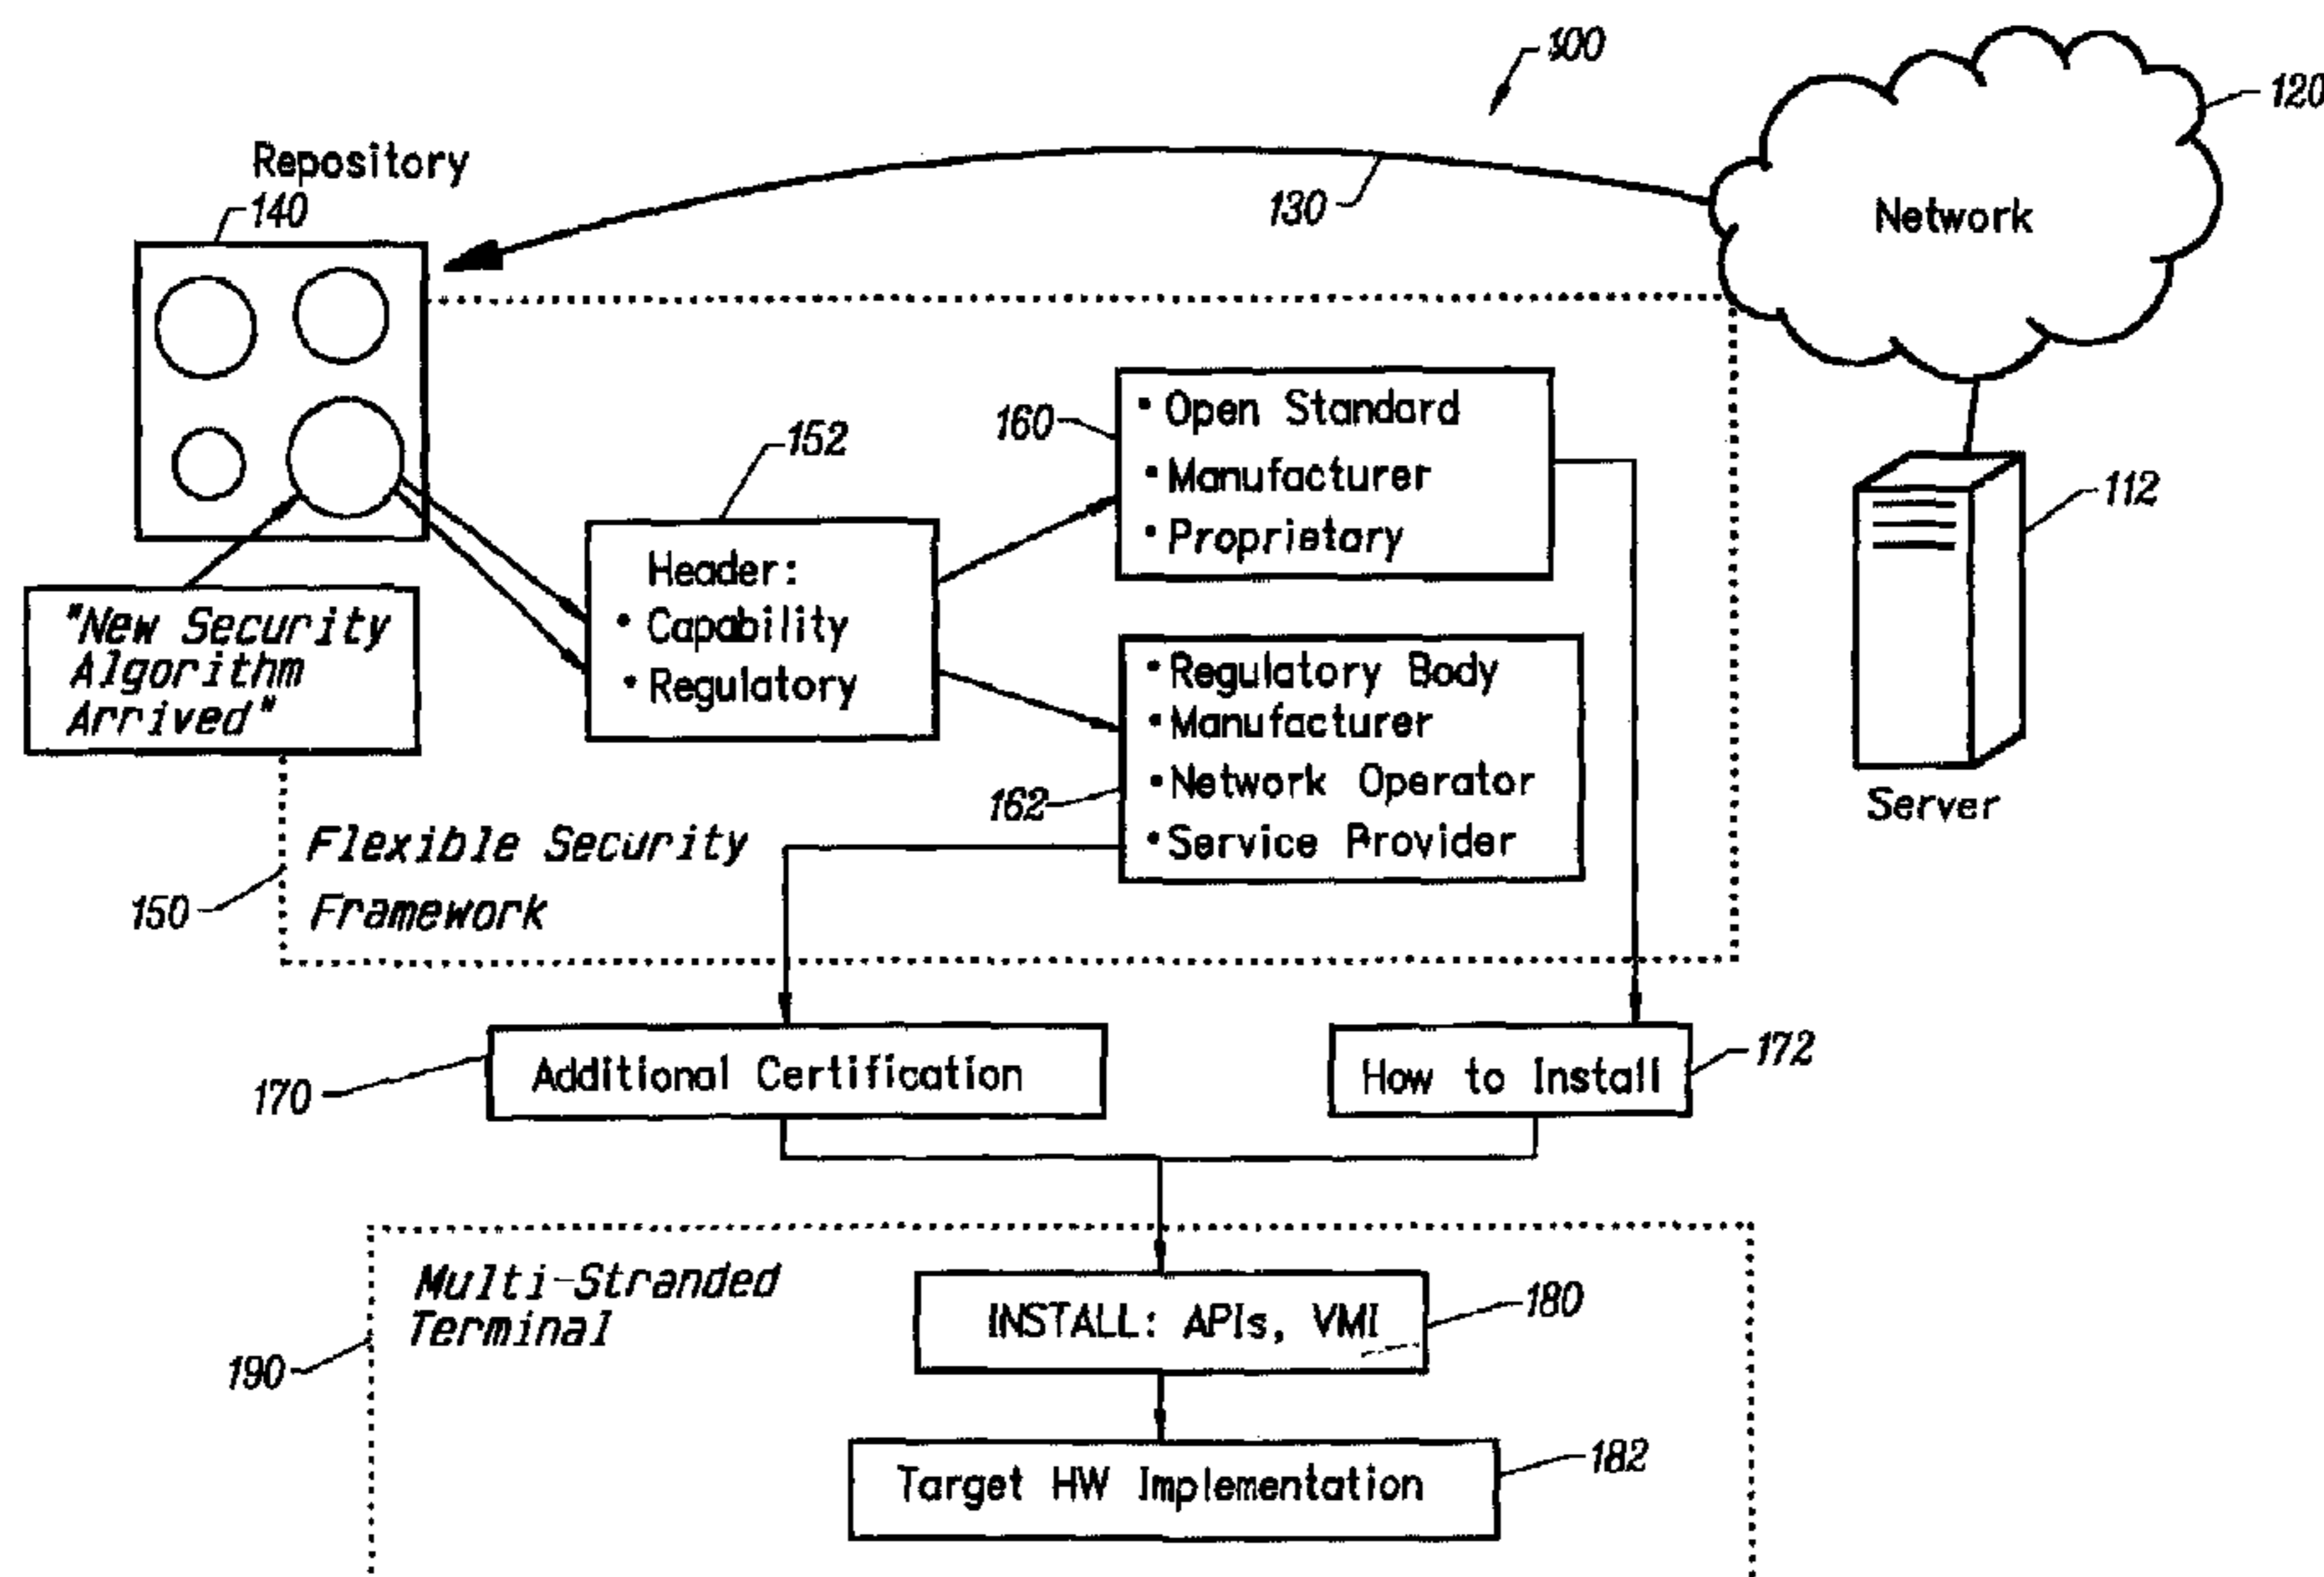 100
120
Repository
140
130
Network
160
• Open Standard
• Manufacturer
• Proprietary
152
Header:
• Capability
• Regulatory
112
Server
"New Security
Algorithm
Arrived"
• Regulatory Body
• Manufacturer
• Network Operator
• Service Provider
162
Flexible Security
Framework
150
Additional Certification
170
How to Install
172
Multi-Stranded
Terminal
190
INSTALL: APIs, VMI
180
Target HW Implementation
182